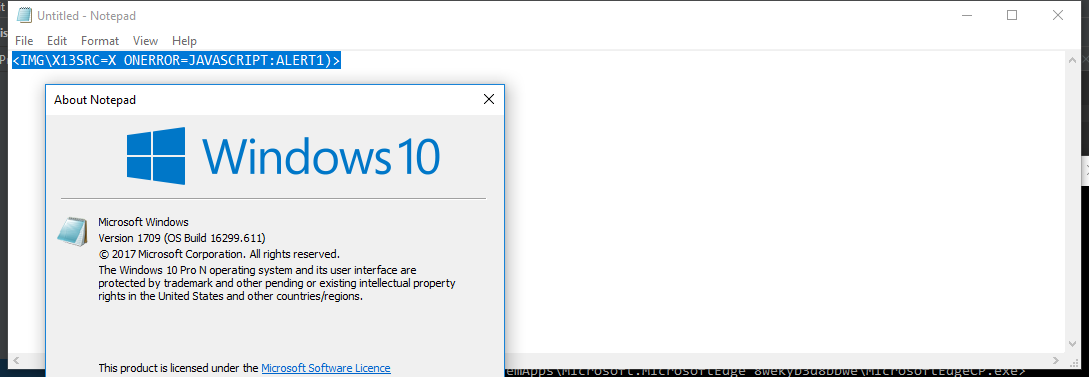 Untitled - Notepad
File Edit Format View Help
<IMG\X13SRC=X ONERROR=JAVASCRIPT:ALERT1)>
About Notepad
Windows 10
Microsoft Windows
Version 1709 (OS Build 16299.611)
© 2017 Microsoft Corporation. All rights reserved.
The Windows 10 Pro N operating system and its user interface are
protected by trademark and other pending or existing intellectual property
rights in the United States and other countries/regions.
This product is licensed under the Microsoft Software Licence
emApps\Microsoft.MicrosoftEdge_8wekyb3d8bbwe\MicrosoftEdgeCP.exe>